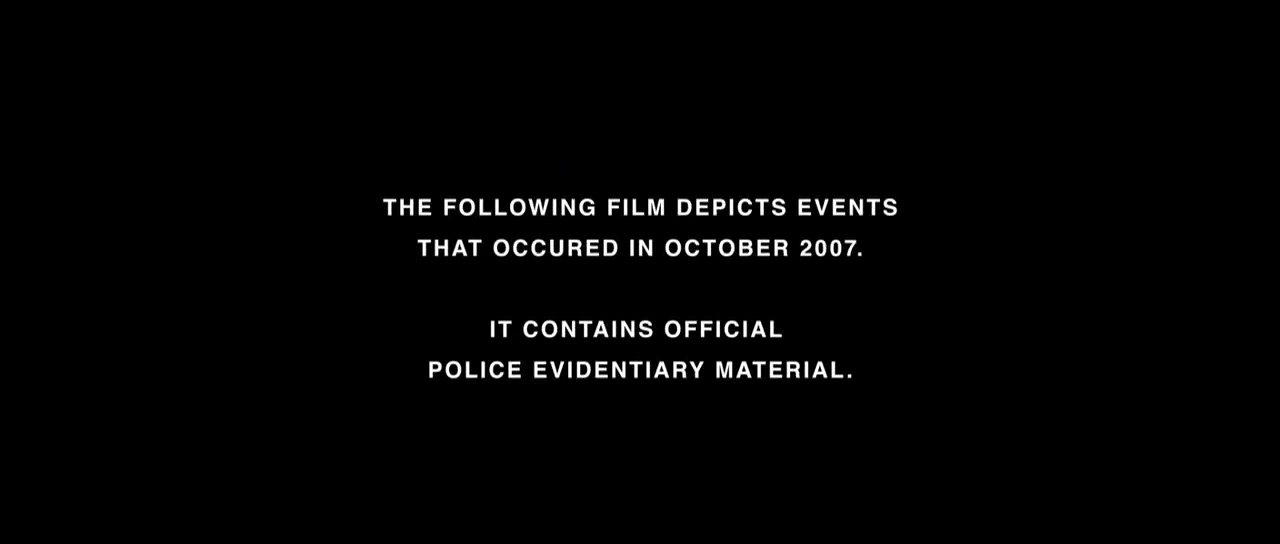 THE FOLLOWING FILM DEPICTS EVENTS
THAT OCCURED IN OCTOBER 2007.
IT CONTAINS OFFICIAL
POLICE EVIDENTIARY MATERIAL.